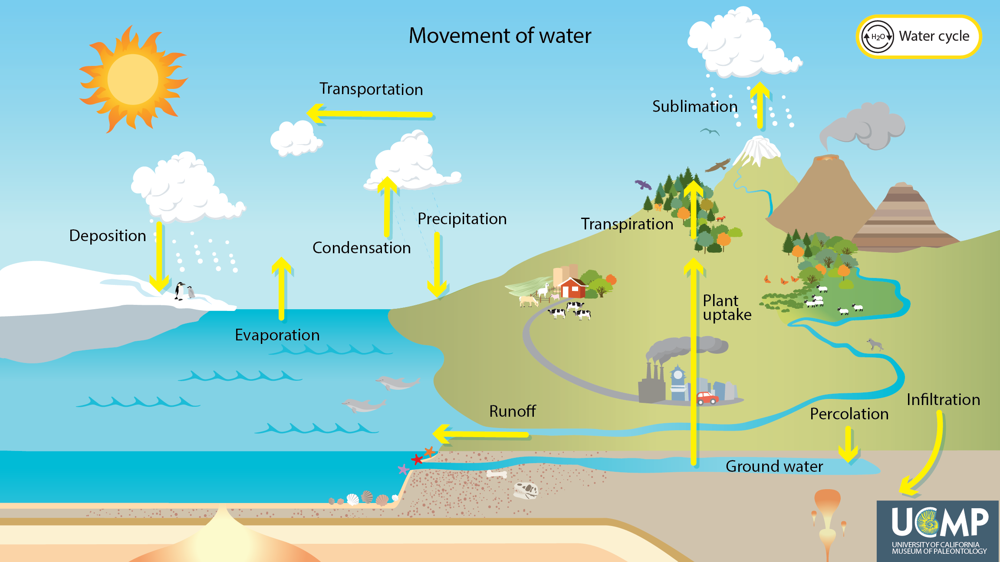 Movement of water
H2O
Water cycle
Transportation
Sublimation
Deposition
Precipitation
Condensation
Transpiration
Evaporation
Plant
uptake
Runoff
Percolation
Infiltration
Ground water
UCMP
UNIVERSITY OF CALIFORNIA
MUSEUM OF PALEONTOLOGY